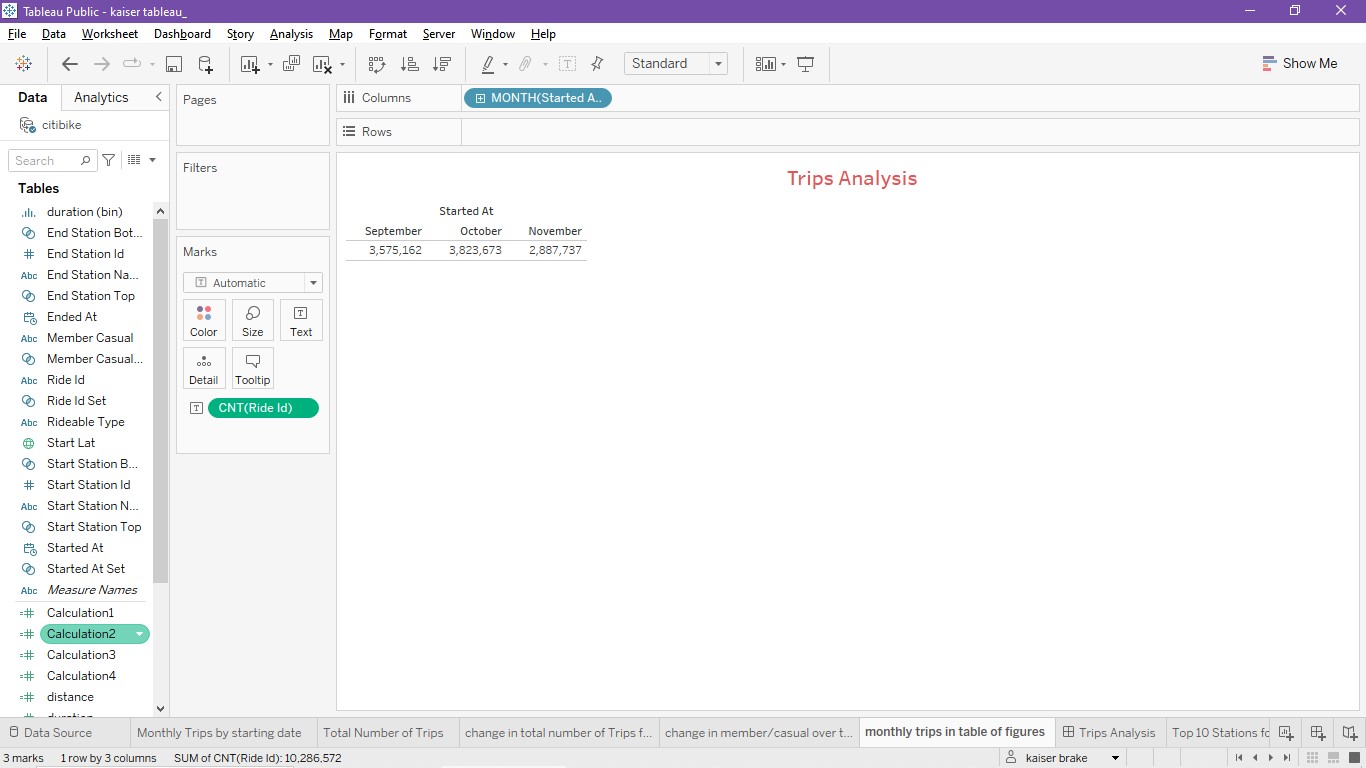 Tableau Public - kaiser tableau_
File Data Worksheet Dashboard Story Analysis Map Format Server Window Help
Standard
Show Me
Data Analytics
citibike
Search
Tables
duration (bin)
End Station Bot...
End Station Id
Abc End Station Na...
End Station Top
Ended At
Abc Member Casual
Member Casual...
Abc Ride Id
Ride Id Set
Abc Rideable Type
Start Lat
Start Station B...
Start Station Id
Abc Start Station N...
Start Station Top
Started At
Started At Set
Abc Measure Names
Calculation1
Calculation2
Calculation3
Calculation4
distance
duration
Pages
Filters
Marks
Automatic
Color Size Text
Detail Tooltip
CNT(Ride Id)
Columns MONTH(Started A..
Rows
Trips Analysis
Started At
September October November
3,575,162 3,823,673 2,887,737
Data Source Monthly Trips by starting date Total Number of Trips change in total number of Trips f... change in member/casual over t... monthly trips in table of figures Trips Analysis Top 10 Stations fo
3 marks 1 row by 3 columns SUM of CNT(Ride Id): 10,286,572 kaiser brake